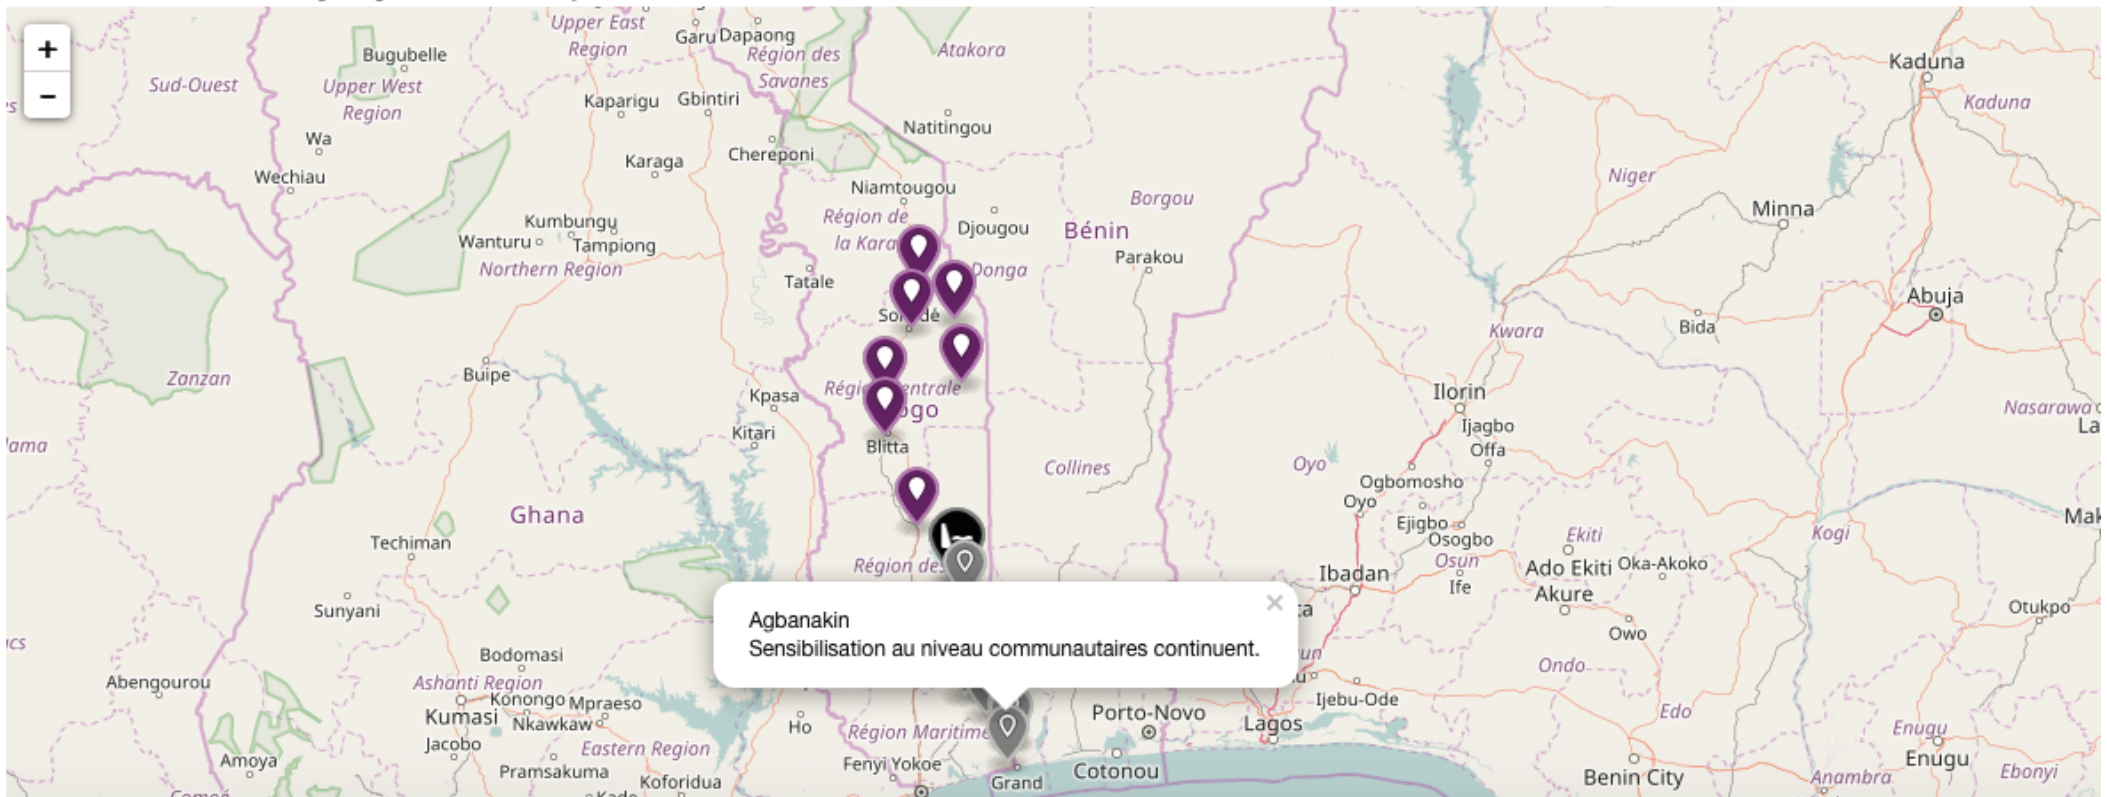 +
−
Upper East
Region
Garu
Dapaong
Région des
Savanes
Atakora
Kaduna
Kaduna
Bugubelle
Sud-Ouest
Upper West
Region
Kaparigu
Gbintiri
Natitingou
Wa
Chereponi
Karaga
Wechiau
Niamtougou
Niger
Borgou
Minna
Région de
la Kara
Djougou
Bénin
Kumbungu
Wanturu
Tampiong
Northern Region
Parakou
Donga
Tatale
Abuja
Bida
Kwara
Buipe
Zanzan
Kpasa
Ilorin
Nasarawa
Ijagbo
Kitari
Blitta
Offa
Collines
Oyo
Ogbomosho
Oyo
Ghana
Ejigbo
Osogbo
Ekiti
Kogi
Techiman
Région des
Osun
Ado Ekiti
Oka-Akoko
Ibadan
Ife
Akure
Sunyani
Otukpo
Owo
Agbanakin
Sensibilisation au niveau communautaires continuent.
×
Bodomasi
Ondo
Abengourou
Ashanti Region
Konongo
Mpraeso
Ijebu-Ode
Kumasi
Nkawkaw
Ho
Région Maritime
Porto-Novo
Lagos
Edo
Jacobo
Eastern Region
Enugu
Enugu
Amoya
Pramsakuma
Koforidua
Fenyi Yokoe
Grand
Cotonou
Benin City
Anambra
Ebonyi